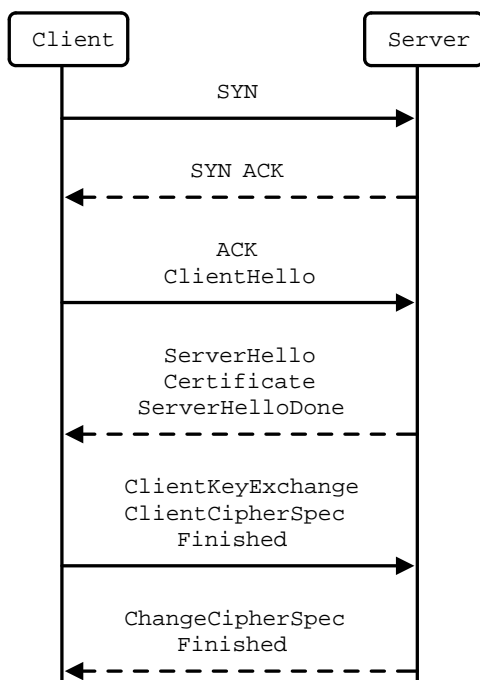 Client
Server
SYN
SYN ACK
ACK
ClientHello
ServerHello
Certificate
ServerHelloDone
ClientKeyExchange
ClientCipherSpec
Finished
ChangeCipherSpec
Finished